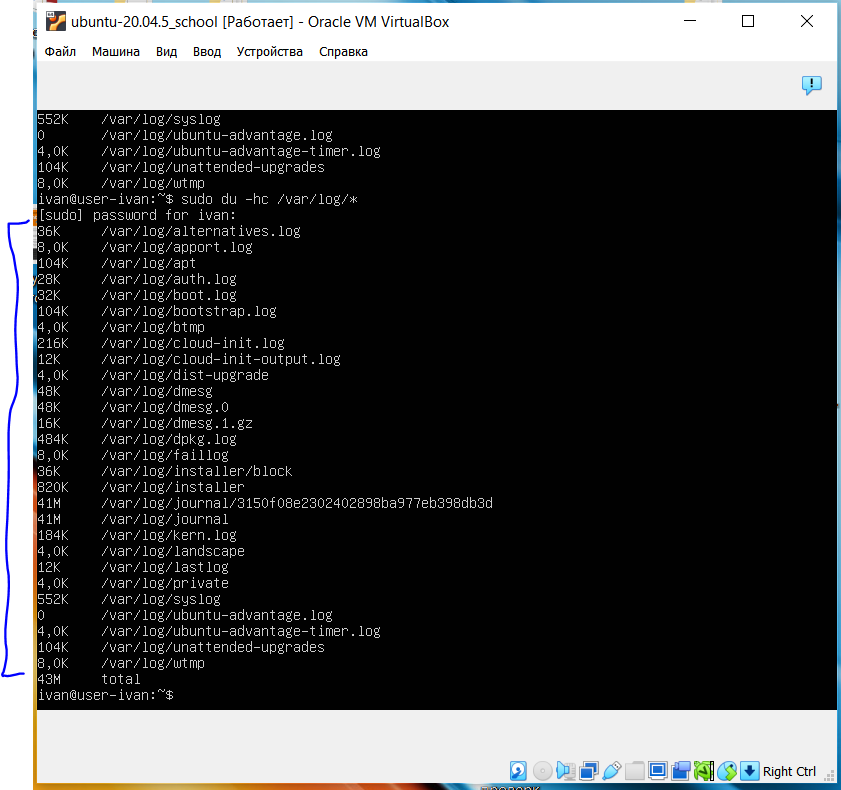 ubuntu-20.04.5_school [Работает] - Oracle VM VirtualBox
Файл Машина Вид Ввод Устройства Справка
552K /var/log/syslog
0 /var/log/ubuntu-advantage.log
4,0K /var/log/ubuntu-advantage-timer.log
104K /var/log/unattended-upgrades
8,0K /var/log/wtmp
ivan@user-ivan:~$ sudo du -hc /var/log/*
[sudo] password for ivan:
36K /var/log/alternatives.log
8,0K /var/log/apport.log
104K /var/log/apt
28K /var/log/auth.log
32K /var/log/boot.log
104K /var/log/bootstrap.log
4,0K /var/log/btmp
216K /var/log/cloud-init.log
12K /var/log/cloud-init-output.log
4,0K /var/log/dist-upgrade
48K /var/log/dmesg
48K /var/log/dmesg.0
16K /var/log/dmesg.1.gz
484K /var/log/dpkg.log
8,0K /var/log/faillog
36K /var/log/installer/block
820K /var/log/installer
41M /var/log/journal/3150f08e2302402898ba977eb398db3d
41M /var/log/journal
184K /var/log/kern.log
4,0K /var/log/landscape
12K /var/log/lastlog
4,0K /var/log/private
552K /var/log/syslog
0 /var/log/ubuntu-advantage.log
4,0K /var/log/ubuntu-advantage-timer.log
104K /var/log/unattended-upgrades
8,0K /var/log/wtmp
43M total
ivan@user-ivan:~$
Right Ctrl